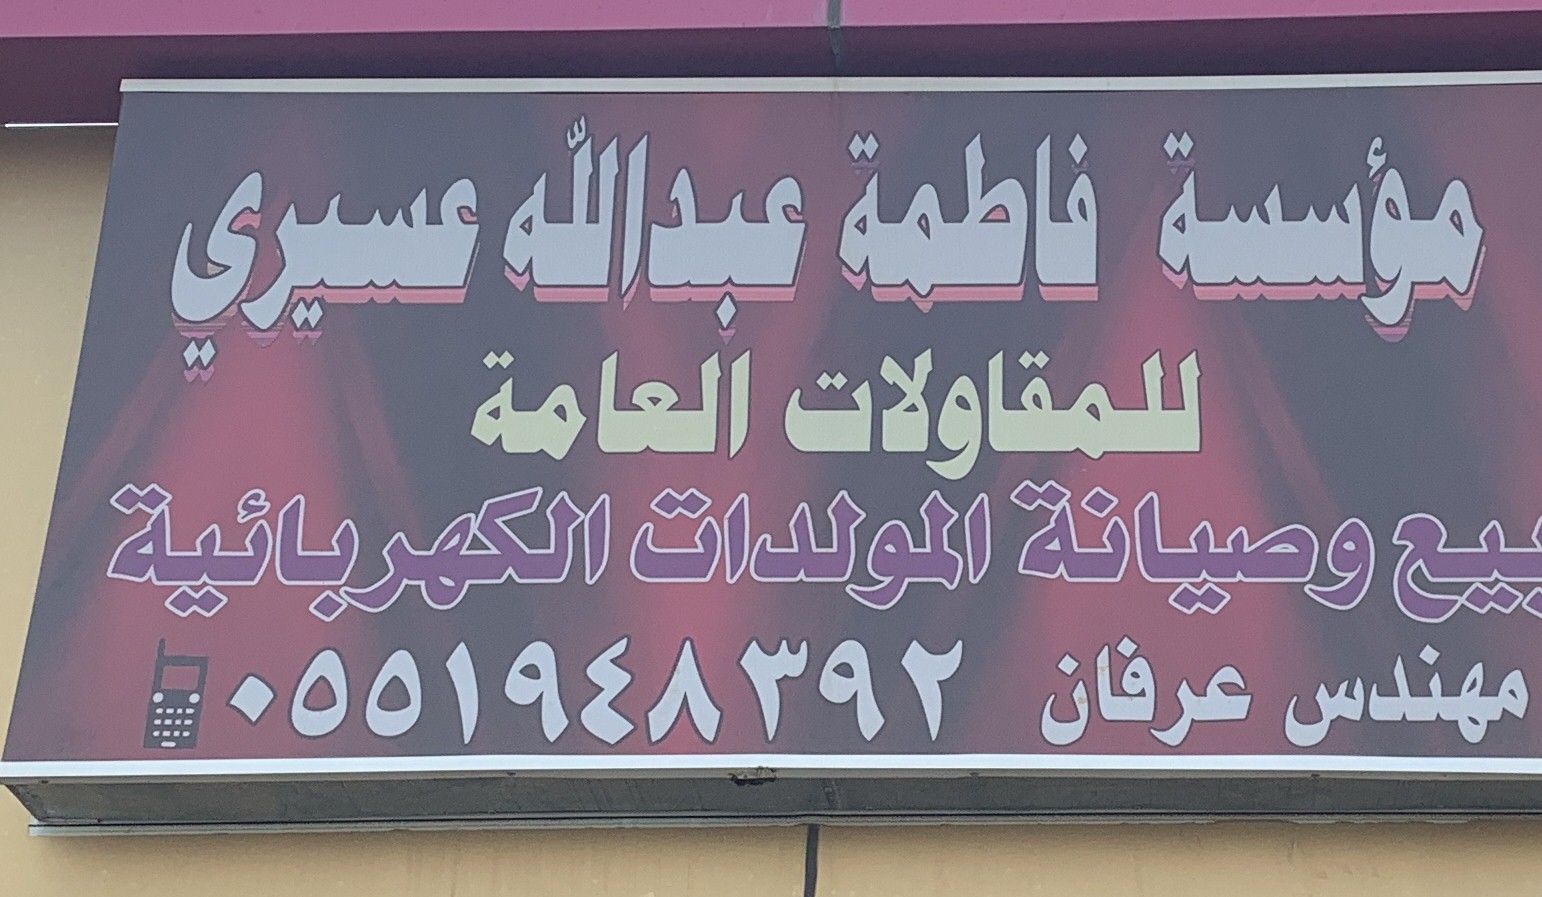 مؤسسة فاطمة عبدالله عسيري
للمقاولات العامة
بيع وصيانة المولدات الكهربائية
مهندس عرفان ٠٥٥١٩٤٨٣٩٢